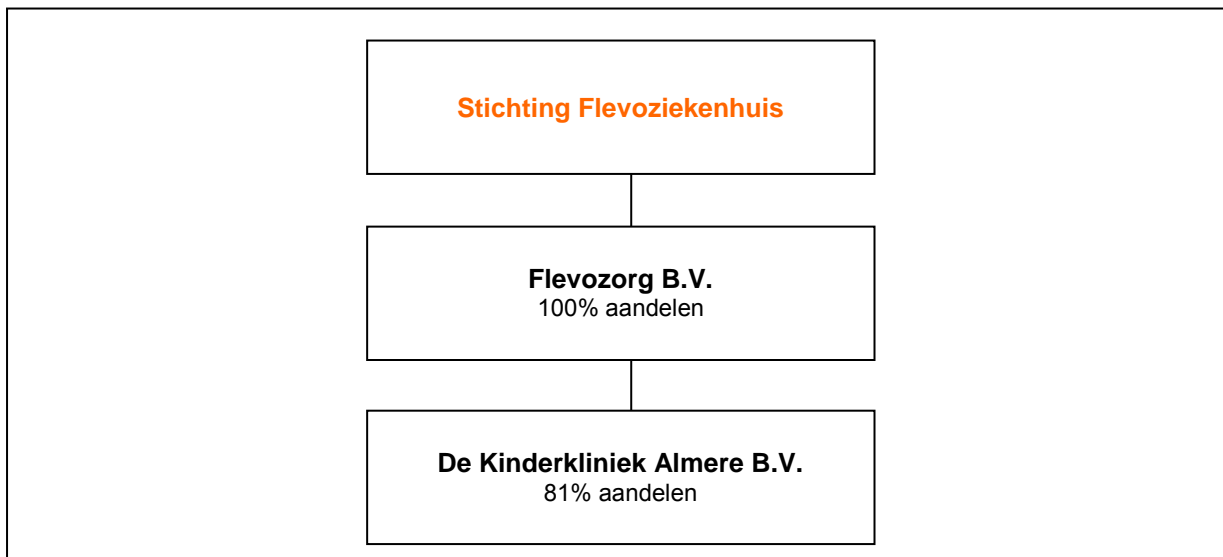 Stichting Flevoziekenhuis
Flevozorg B.V.
100% aandelen
De Kinderkliniek Almere B.V.
81% aandelen